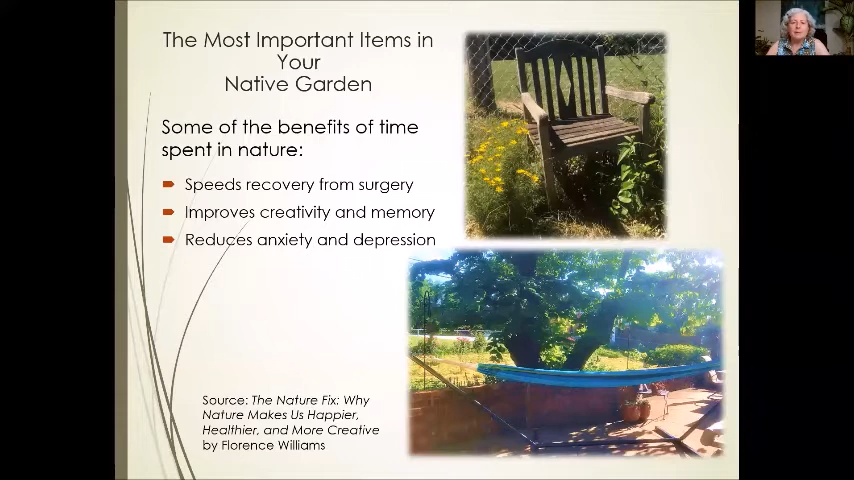 The Most Important Items in
Your
Native Garden
Some of the benefits of time
spent in nature:
Speeds recovery from surgery
Improves creativity and memory
Reduces anxiety and depression
Source: The Nature Fix: Why
Nature Makes Us Happier,
Healthier, and More Creative
by Florence Williams